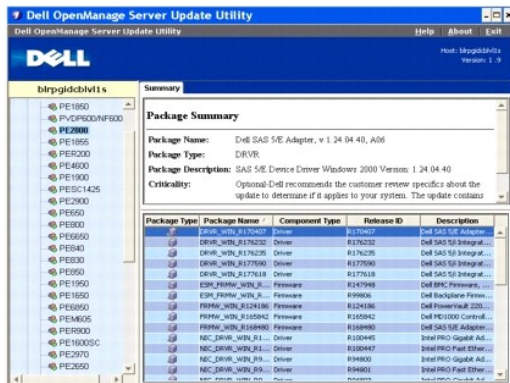 Dell OpenManage Server Update Utility
Dell OpenManage Server Update Utility
Help About Exit
DELL
Host: blrpgidcblvl1s
Version: 1.9
blrpgidcblvl1s
Summary
PE1850
PVDP600/NF600
PE2800
PE1855
PER200
PE4600
PE1900
PESC1425
PE2900
PE650
PE800
PE6650
PE840
PE830
PE850
PE1950
PE1650
PE6850
PEM605
PER900
PE1600SC
PE2970
PE2650
Package Summary
Package Name: Dell SAS 5/E Adapter, v 1.24.04.40, A06
Package Type: DRVR
Package Description: SAS 5/E Device Driver Windows 2000 Version: 1.24.04.40
Criticality: Optional-Dell recommends the customer review specifics about the
update to determine if it applies to your system. The update contains
Package Type Package Name Component Type Release ID Description
DRVR_WIN_R170407 Driver R170407 Dell SAS 5/E Adapter...
DRVR_WIN_R176232 Driver R176232 Dell SAS 5/i Integrat...
DRVR_WIN_R176235 Driver R176235 Dell SAS 5/i Integrat...
DRVR_WIN_R177590 Driver R177590 Dell SAS 5/i Integrat...
DRVR_WIN_R177618 Driver R177618 Dell SAS 5/i Integrat...
ESM_FRMW_WIN_R... Firmware R147948 Dell BMC Firmware, ...
ESM_FRMW_WIN_R... Firmware R99806 Dell Backplane Firmw...
FRMW_WIN_R124186 Firmware R124186 Dell PowerVault 220...
FRMW_WIN_R165842 Firmware R165842 Dell MD1000 Controll...
FRMW_WIN_R168480 Firmware R168480 Dell SAS 5/E Adapter...
NIC_DRVR_WIN_R1... Driver R100445 Intel PRO Gigabit Ad...
NIC_DRVR_WIN_R1... Driver R100447 Intel PRO Fast Ether...
NIC_DRVR_WIN_R9... Driver R94800 Intel PRO Gigabit Ad...
NIC_DRVR_WIN_R9... Driver R94801 Intel PRO Fast Ether...